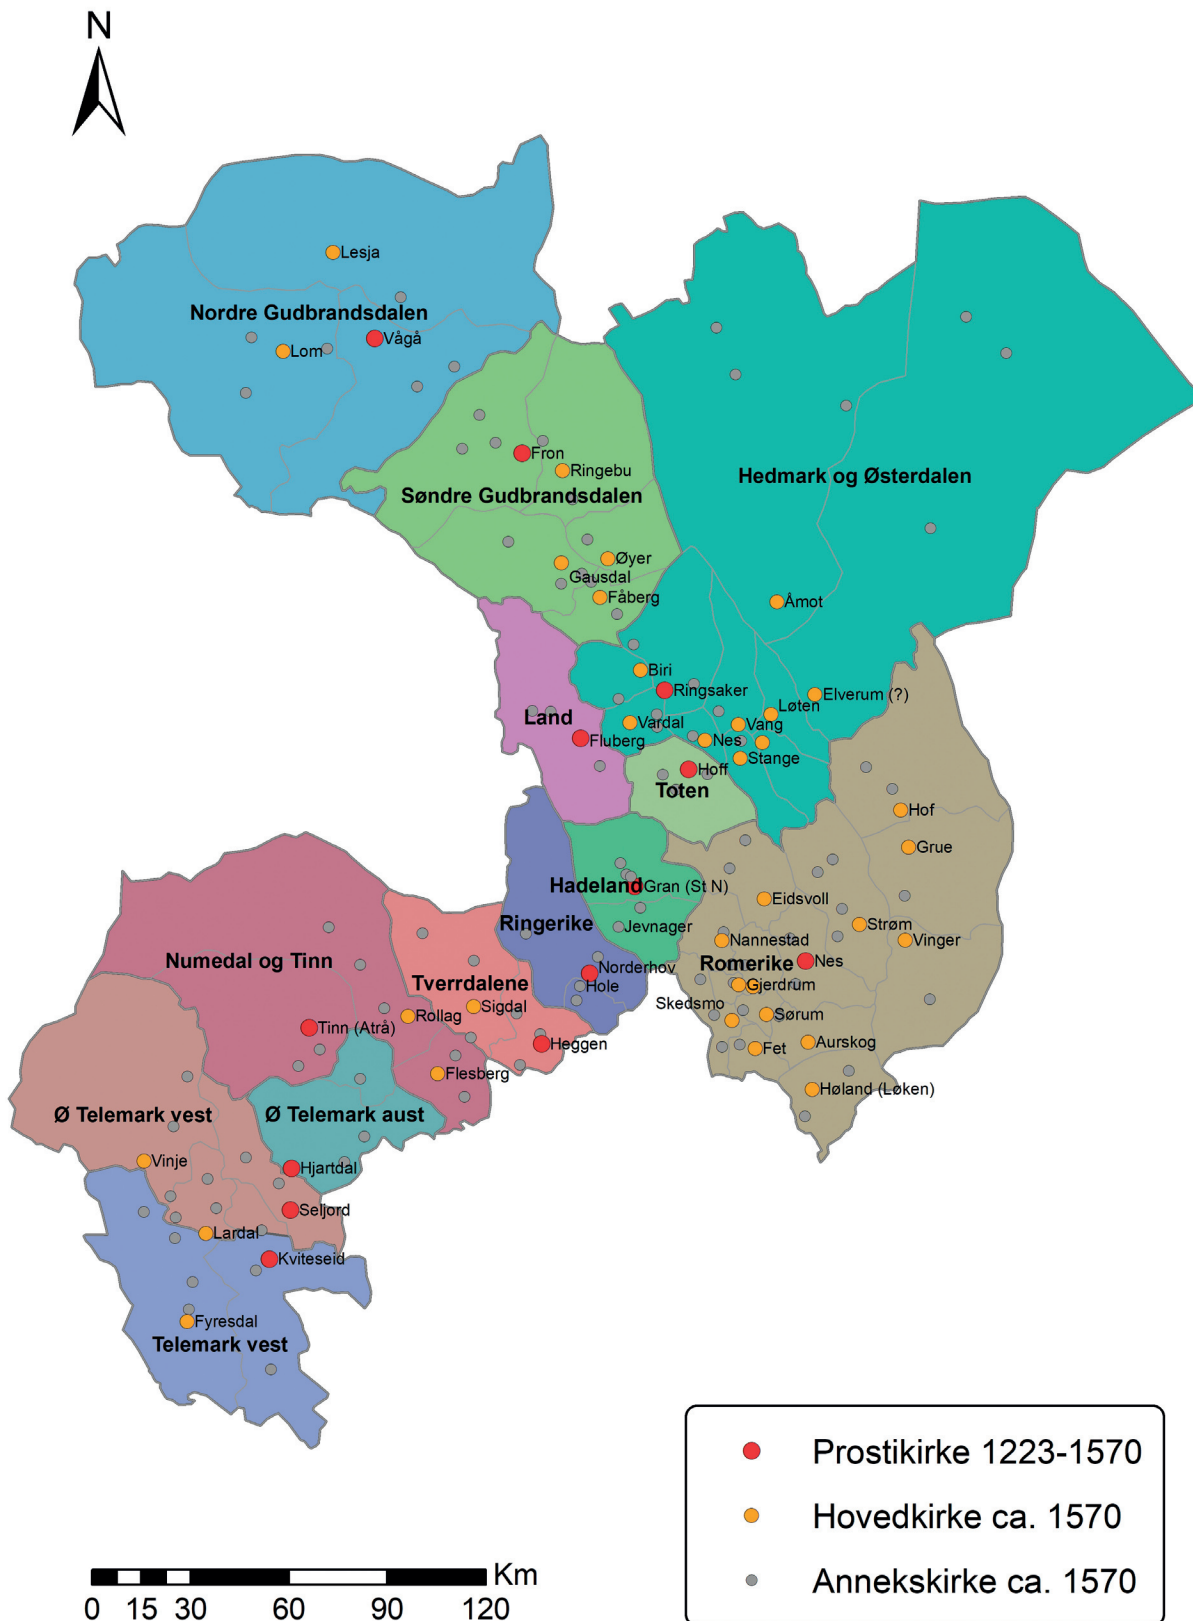 N
Lesja
Nordre Gudbrandsdalen
Vågå
Lom
Fron
Ringebu
Søndre Gudbrandsdalen
Hedmark og Østerdalen
Øyer
Gausdal
Fåberg
Åmot
Biri
Ringsaker
Elverum (?)
Løten
Land
Vardal
Vang
Fluberg
Nes
Stange
Hoff
Toten
Hof
Grue
Hadeland
Gran (St N)
Eidsvoll
Ringerike
Jevnager
Strøm
Nannestad
Vinger
Numedal og Tinn
Romerike
Nes
Norderhov
Tverrdalene
Hole
Gjerdrum
Sigdal
Skedsmo
Rollag
Sørum
Tinn (Atrå)
Heggen
Aurskog
Fet
Flesberg
Høland (Løken)
Ø Telemark vest
Ø Telemark aust
Vinje
Hjartdal
Seljord
Lardal
Kviteseid
Fyresdal
Telemark vest
Prostikirke 1223-1570
Hovedkirke ca. 1570
Annekskirke ca. 1570
Km
0 15 30 60 90 120